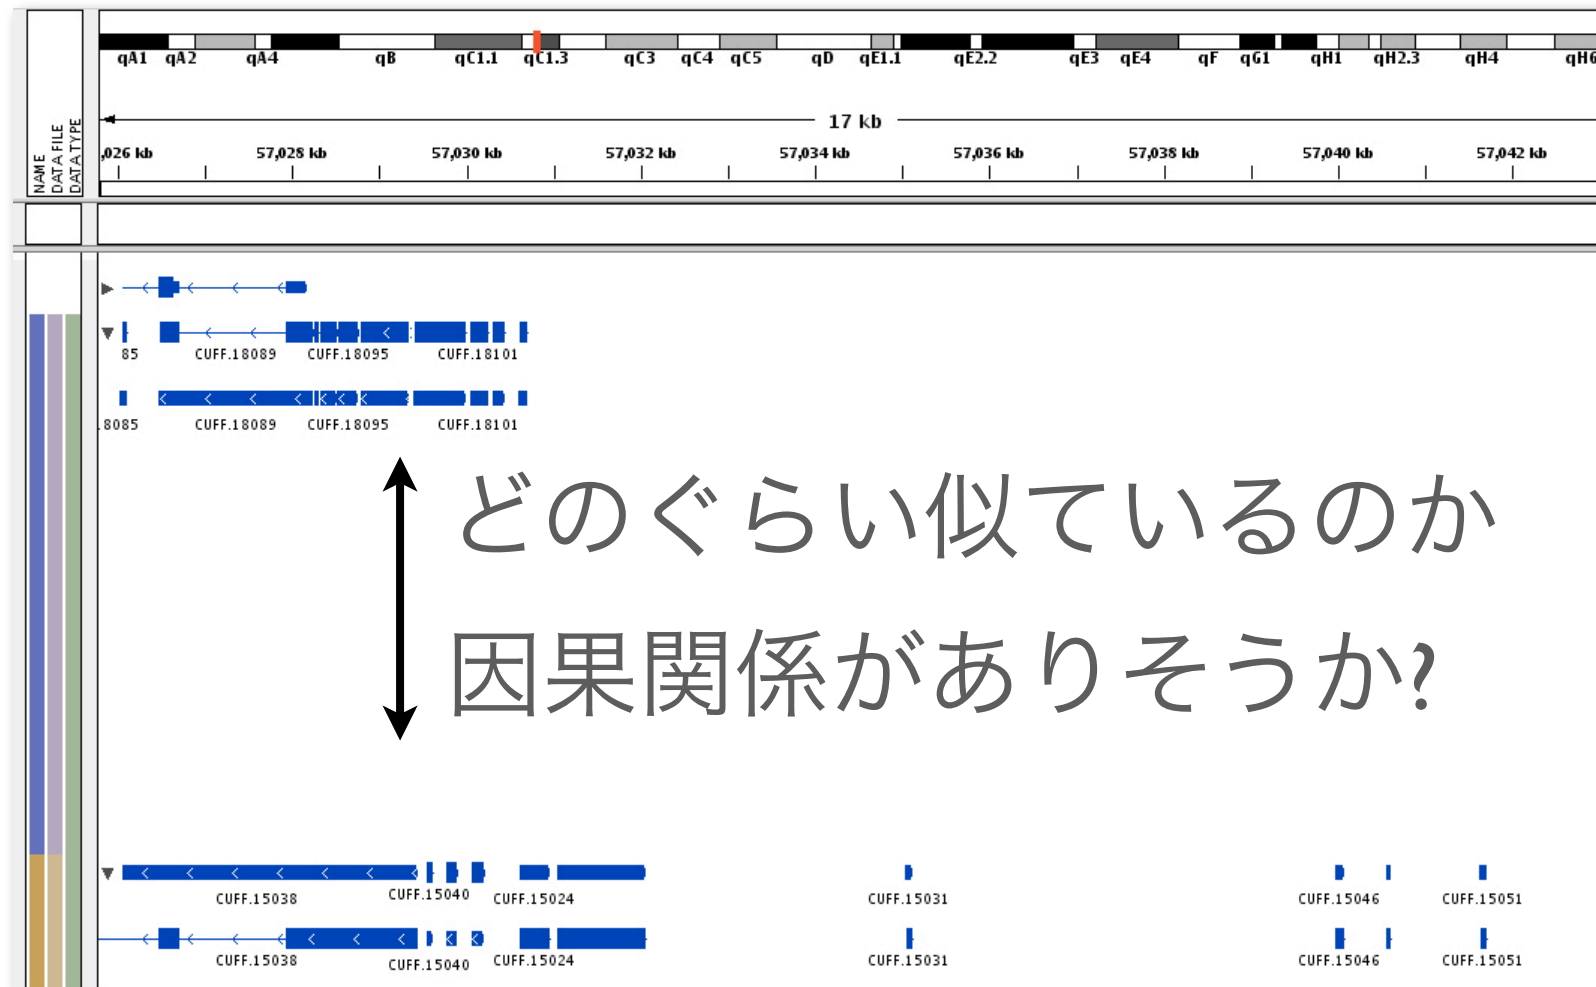 qA1 qA2 qA4 qB qC1.1 qC1.3 qC3 qC4 qC5 qD qE1.1 qE2.2 qE3 qE4 qF qG1 qH1 qH2.3 qH4 qH6
17 kb
NAME
DATA FILE
DATA TYPE
,026 kb 57,028 kb 57,030 kb 57,032 kb 57,034 kb 57,036 kb 57,038 kb 57,040 kb 57,042 kb
85 CUFF.18089 CUFF.18095 CUFF.18101
.8085 CUFF.18089 CUFF.18095 CUFF.18101
どのぐらい似ているのか
因果関係がありそうか?
CUFF.15038 CUFF.15040 CUFF.15024 CUFF.15031 CUFF.15046 CUFF.15051
CUFF.15038 CUFF.15040 CUFF.15024 CUFF.15031 CUFF.15046 CUFF.15051